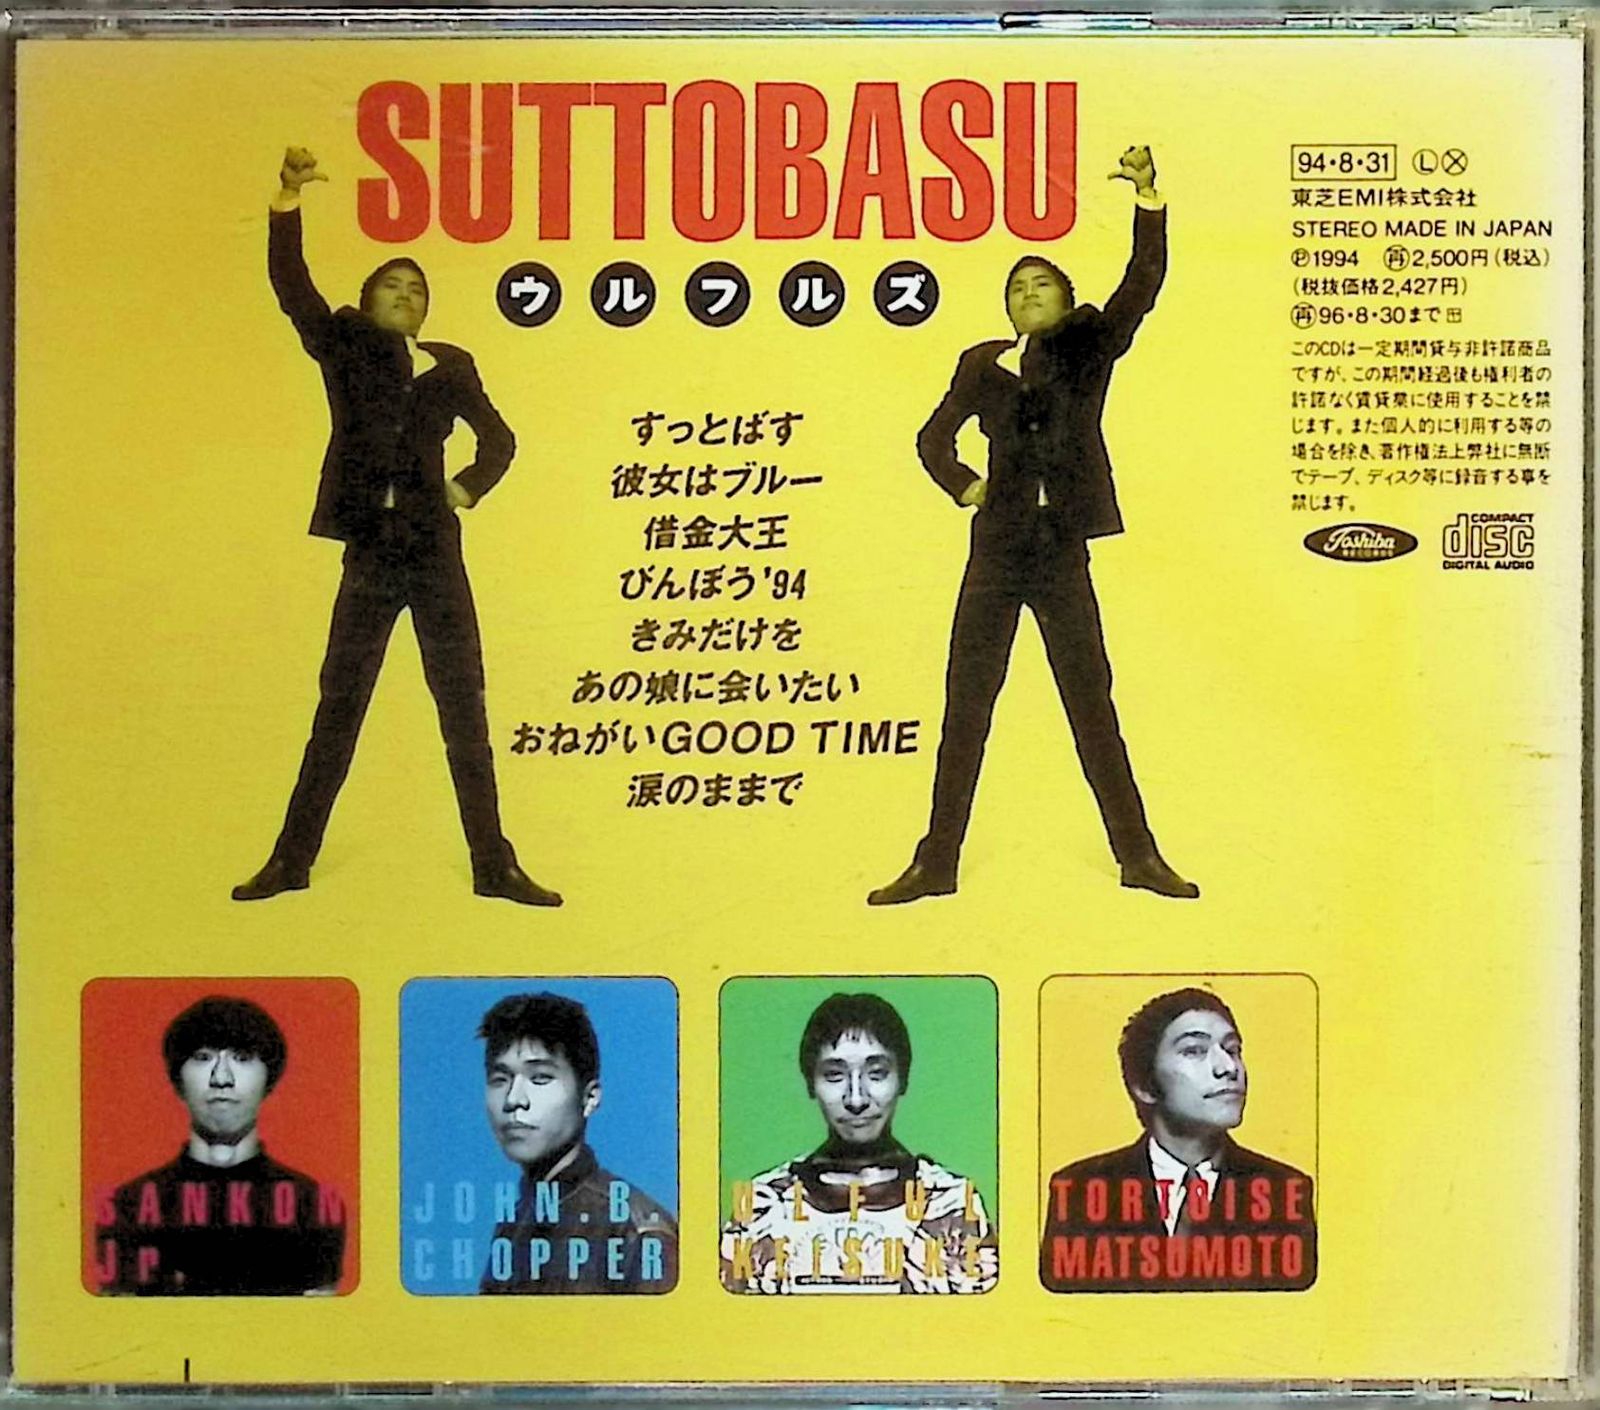 SUTTOBASU
ウルフルズ
すっとばす
彼女はブルー
借金大王
びんぼう'94
きみだけを
あの娘に会いたい
おねがいGOOD TIME
涙のままで
94・8・31 Ⓛ Ⓧ
東芝EMI株式会社
STEREO MADE IN JAPAN
℗1994 再2,500円(税込)
(税抜価格2,427円)
再96・8・30まで
このCDは一定期間貸与非許諾商品
ですが、この期間経過後も権利者の
許諾なく賃貸業に使用することを禁
じます。また個人的に利用する等の
場合を除き、著作権法上弊社に無断
でテープ、ディスク等に録音する事を
禁じます。
Toshiba
COMPACT
disc
DIGITAL AUDIO
SANKON
Jr.
JOHN.B.
CHOPPER
ULFUL
KEISUKE
TORTOISE
MATSUMOTO